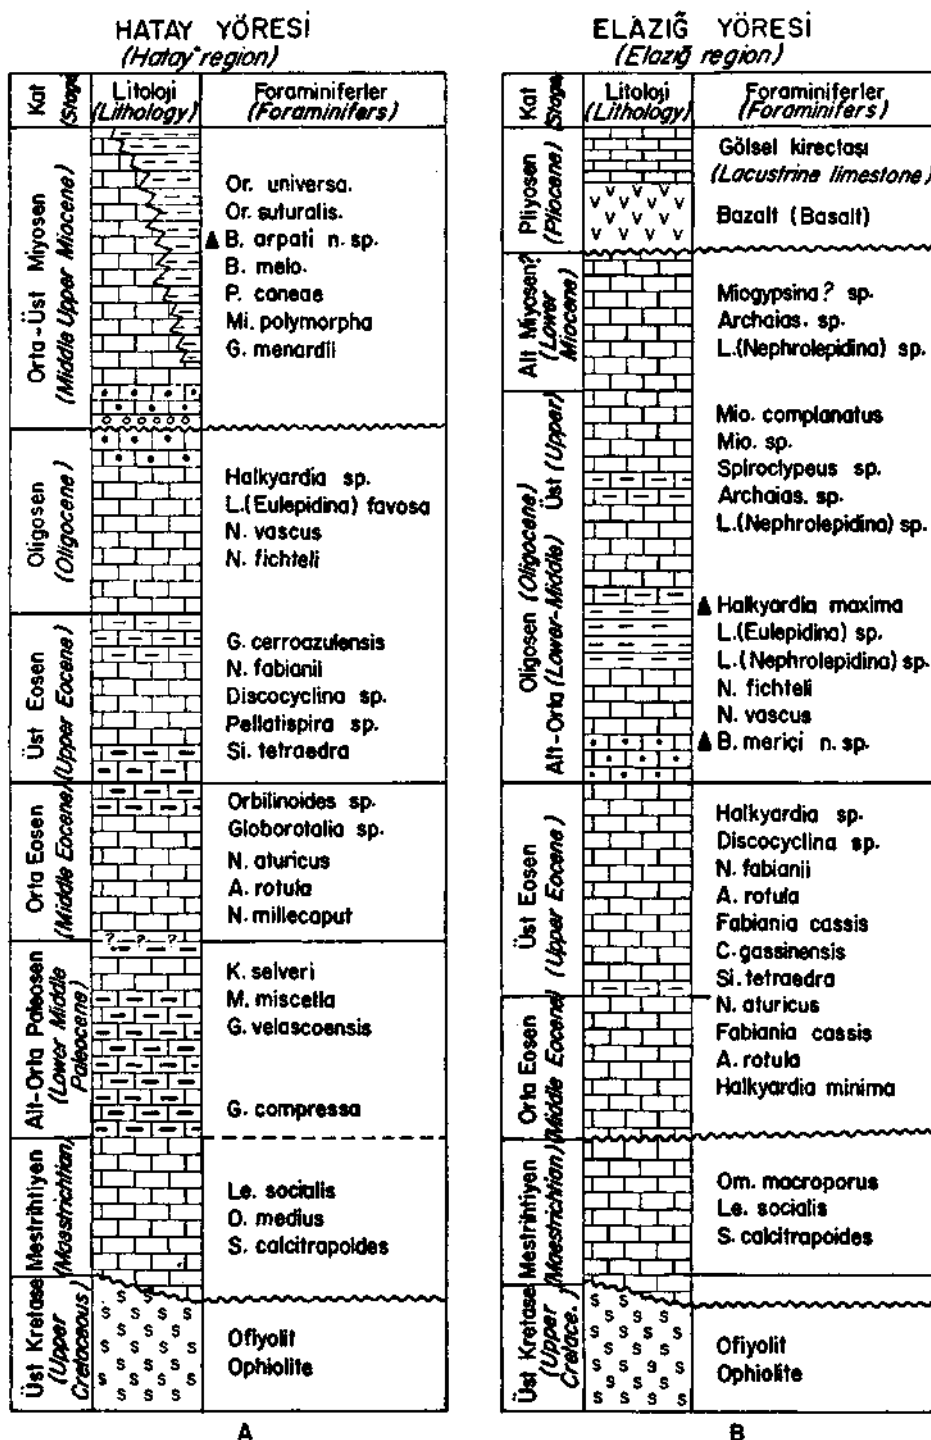 HATAY YÖRESİ
(Hatay region)
Kat
(Stage)
Litoloji
(Lithology)
Foraminiferler
(Foraminifers)
Orta-Üst Miyosen
(Middle Upper Miocene)
Or. universa.
Or. suturalis.
▲ B. arpati n. sp.
B. melo.
P. coneae
Mi. polymorpha
G. menardii
Oligosen
(Oligocene)
Halkyardia sp.
L.(Eulepidina) favosa
N. vascus
N. fichteli
Üst Eosen
(Upper Eocene)
G. cerroazulensis
N. fabianii
Discocyclina sp.
Pellatispira sp.
Si. tetraedra
Orta Eosen
(Middle Eocene)
Orbilinoides sp.
Globorotalia sp.
N. aturicus
A. rotula
N. millecaput
? ? ?
Alt-Orta Paleosen
(Lower Middle
Paleocene)
K. selveri
M. miscella
G. velascoensis
G. compressa
Mestrihtiyen
(Maestrichtian)
Le. socialis
O. medius
S. calcitrapoides
Üst Kretase
(Upper
Cretaceous)
Ofiyolit
Ophiolite
A
ELAZIĞ YÖRESİ
(Elazığ region)
Kat
(Stage)
Litoloji
(Lithology)
Foraminiferler
(Foraminifers)
Pliyosen
(Pliocene)
Gölsel kirectaşı
(Lacustrine limestone)
Bazalt (Basalt)
Alt Miyosen?
(Lower
Miocene)
Miogypsina? sp.
Archaias. sp.
L.(Nephrolepidina) sp.
Oligosen (Oligocene)
Alt-Orta (Lower-Middle) Üst (Upper)
Mio. complanatus
Mio. sp.
Spiroclypeus sp.
Archaias. sp.
L.(Nephrolepidina) sp.
▲ Halkyardia maxima
L.(Eulepidina) sp.
L.(Nephrolepidina) sp.
N. fichteli
N. vascus
▲ B. meriçi n. sp.
Üst Eosen
(Upper Eocene)
Halkyardia sp.
Discocyclina sp.
N. fabianii
A. rotula
Fabiania cassis
C. gassinensis
Si. tetraedra
Orta Eosen
(Middle Eocene)
N. aturicus
Fabiania cassis
A. rotula
Halkyardia minima
Mestrihtiyen
(Maestrichtian)
Om. macroporus
Le. socialis
S. calcitrapoides
Üst Kretase
(Upper
Cretace.)
Ofiyolit
Ophiolite
B